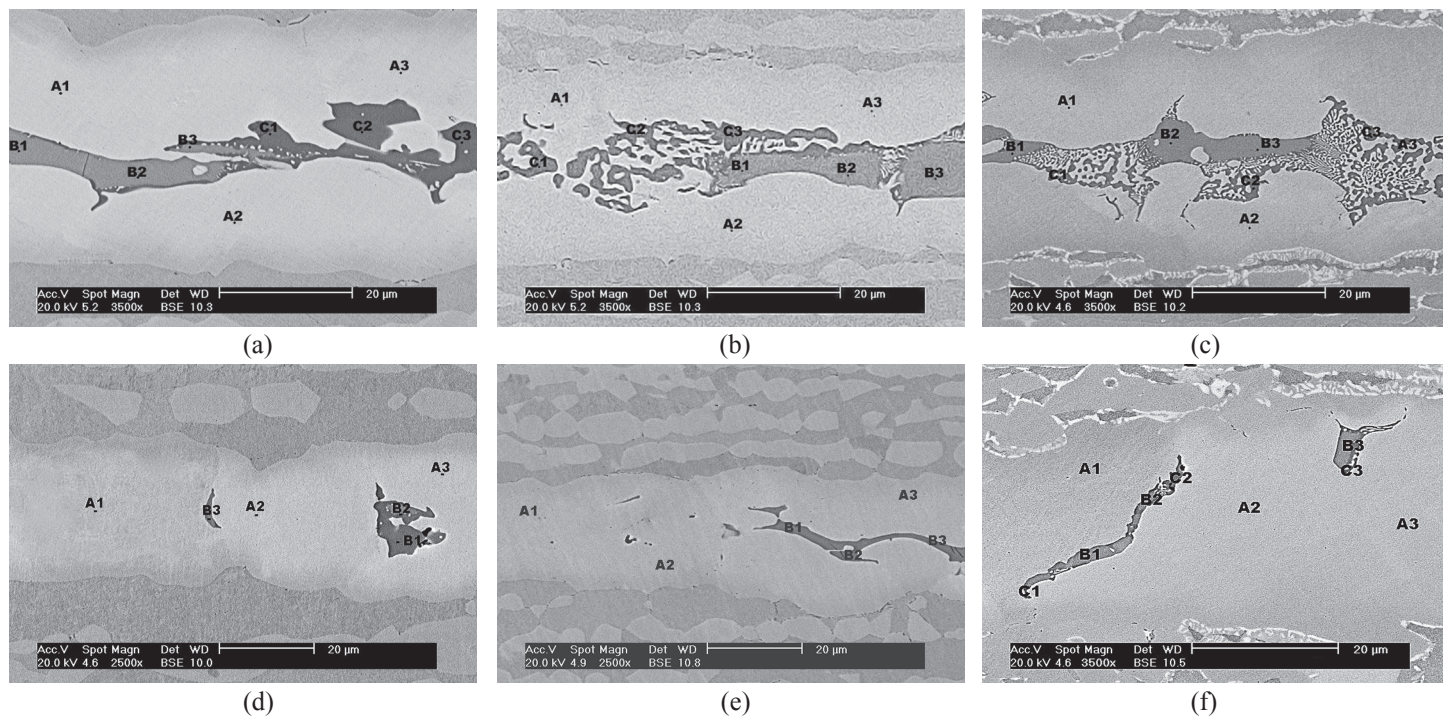 A1 A3
B3 C1 C2 C3
B1
B2
A2
Acc.V Spot Magn Det WD 20 µm
20.0 kV 5.2 3500x BSE 10.3
(a)
A1 A3
C2 C3
C1 B1 B2 B3
A2
Acc.V Spot Magn Det WD 20 µm
20.0 kV 5.2 3500x BSE 10.3
(b)
A1
B2 C3
B1 B3 A3
C1 C2
A2
Acc.V Spot Magn Det WD 20 µm
20.0 kV 4.6 3500x BSE 10.2
(c)
A3
A1 A2 B2
B3
B1
Acc.V Spot Magn Det WD 20 µm
20.0 kV 4.6 2500x BSE 10.0
(d)
A3
A1
B1
B2 B3
A2
Acc.V Spot Magn Det WD 20 µm
20.0 kV 4.9 2500x BSE 10.8
(e)
B3
A1 C2 C3
B2 A2 A3
B1
C1
Acc.V Spot Magn Det WD 20 µm
20.0 kV 4.6 3500x BSE 10.5
(f)